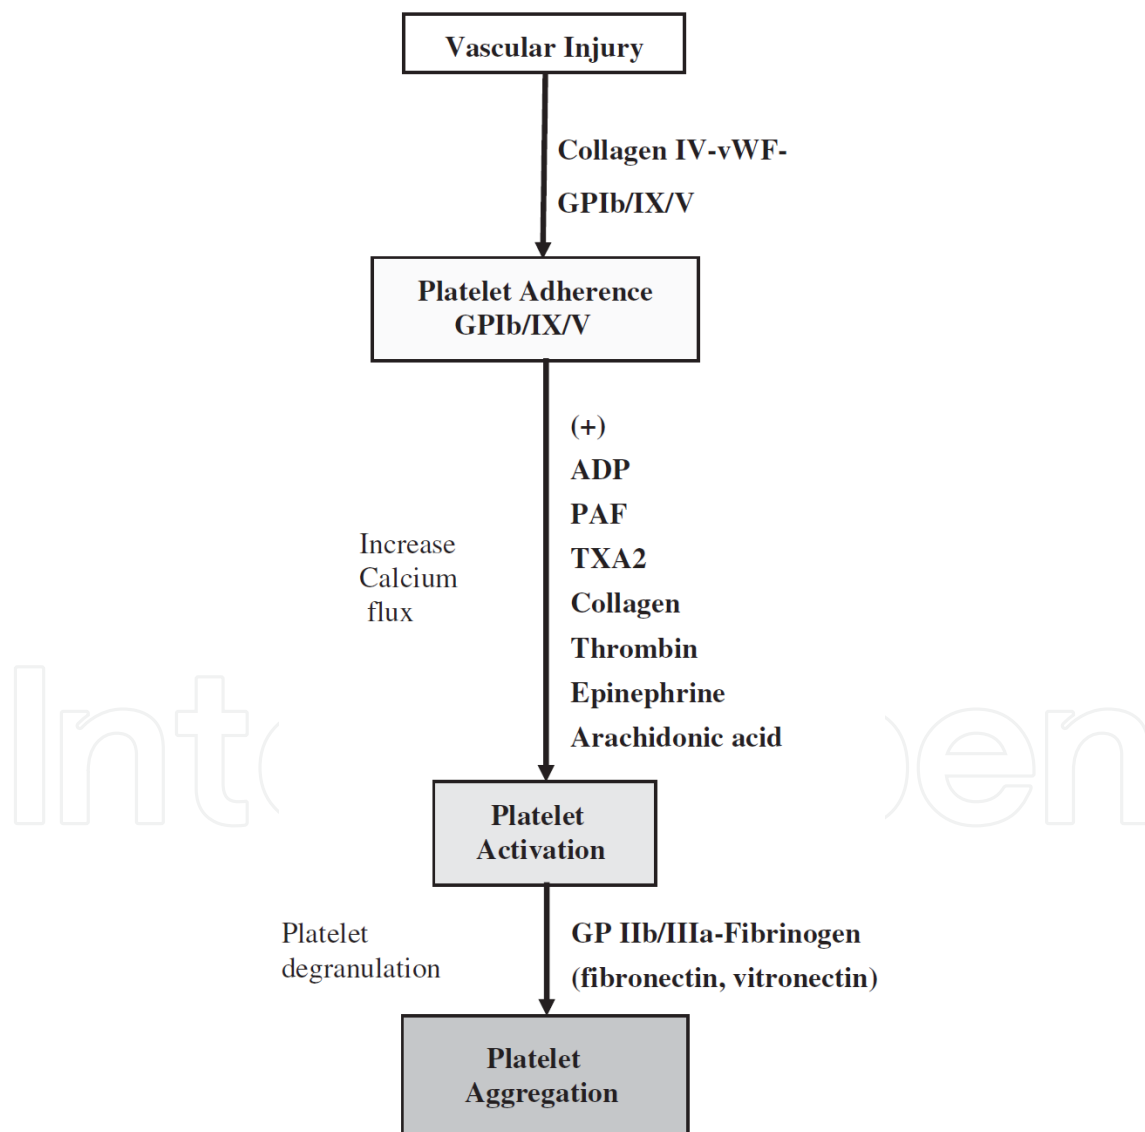 Vascular Injury
Collagen IV-vWF-
GPIb/IX/V
Platelet Adherence
GPIb/IX/V
(+)
ADP
PAF
TXA2
Collagen
Thrombin
Epinephrine
Arachidonic acid
Increase
Calcium
flux
Platelet
Activation
Platelet
degranulation
GP IIb/IIIa-Fibrinogen
(fibronectin, vitronectin)
Platelet
Aggregation